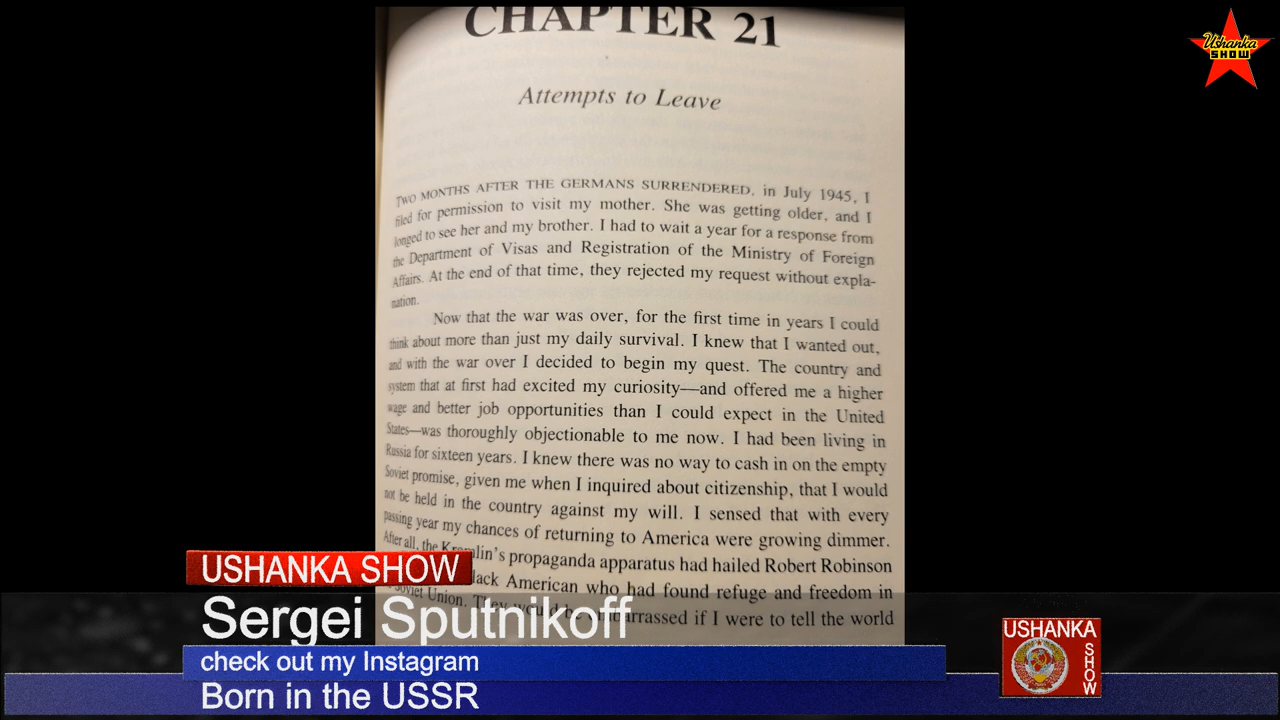 CHAPTER 21
Attempts to Leave
TWO MONTHS AFTER THE GERMANS SURRENDERED, in July 1945, I
filed for permission to visit my mother. She was getting older, and I
longed to see her and my brother. I had to wait a year for a response from
the Department of Visas and Registration of the Ministry of Foreign
Affairs. At the end of that time, they rejected my request without expla-
nation.
Now that the war was over, for the first time in years I could
think about more than just my daily survival. I knew that I wanted out,
and with the war over I decided to begin my quest. The country and
system that at first had excited my curiosity—and offered me a higher
wage and better job opportunities than I could expect in the United
States—was thoroughly objectionable to me now. I had been living in
Russia for sixteen years. I knew there was no way to cash in on the empty
Soviet promise, given me when I inquired about citizenship, that I would
not be held in the country against my will. I sensed that with every
passing year my chances of returning to America were growing dimmer.
After all, the Kremlin's propaganda apparatus had hailed Robert Robinson
lack American who had found refuge and freedom in
Soviet Union. They would be embarrassed if I were to tell the world
Ushanka
SHOW
USHANKA SHOW
Sergei Sputnikoff
check out my Instagram
Born in the USSR
USHANKA
SHOW